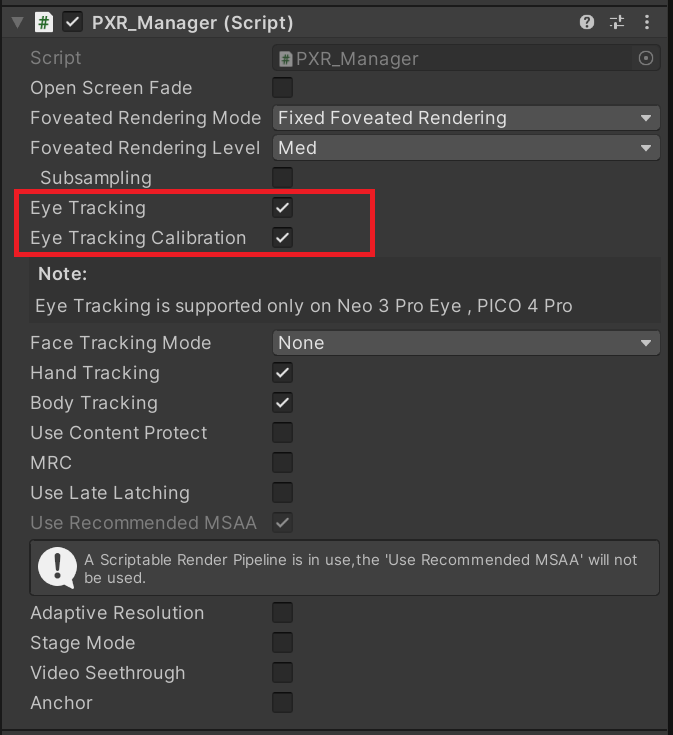 PXR_Manager (Script)
Script PXR_Manager
Open Screen Fade
Foveated Rendering Mode Fixed Foveated Rendering
Foveated Rendering Level Med
Subsampling
Eye Tracking
Eye Tracking Calibration
Note:
Eye Tracking is supported only on Neo 3 Pro Eye , PICO 4 Pro
Face Tracking Mode None
Hand Tracking
Body Tracking
Use Content Protect
MRC
Use Late Latching
Use Recommended MSAA
A Scriptable Render Pipeline is in use,the 'Use Recommended MSAA' will not
be used.
Adaptive Resolution
Stage Mode
Video Seethrough
Anchor